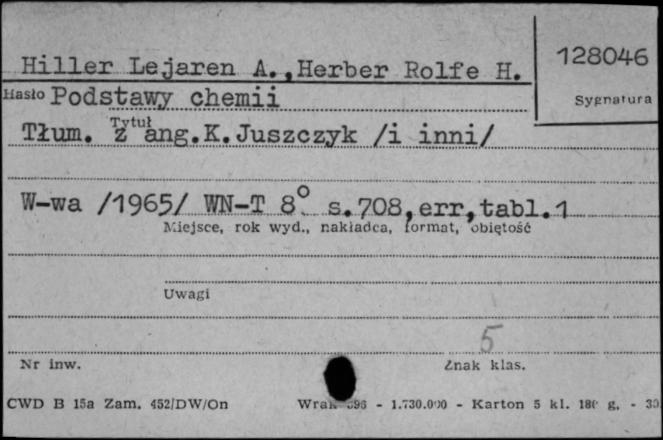 Hiller Lejaren A., Herber Rolfe H.
128046
Sygnatura
Hasło Podstawy chemii
Tytuł
Tłum. z ang. K. Juszczyk /i inni/
W-wa /1965/ WN-T 8° s.708, err, tabl.1
Miejsce, rok wyd., nakładca, format, objętość
Uwagi
5
Nr inw. Znak klas.
CWD B 15a Zam. 452/DW/On - 1.730.000 - Karton 5 kl. 180 g. -